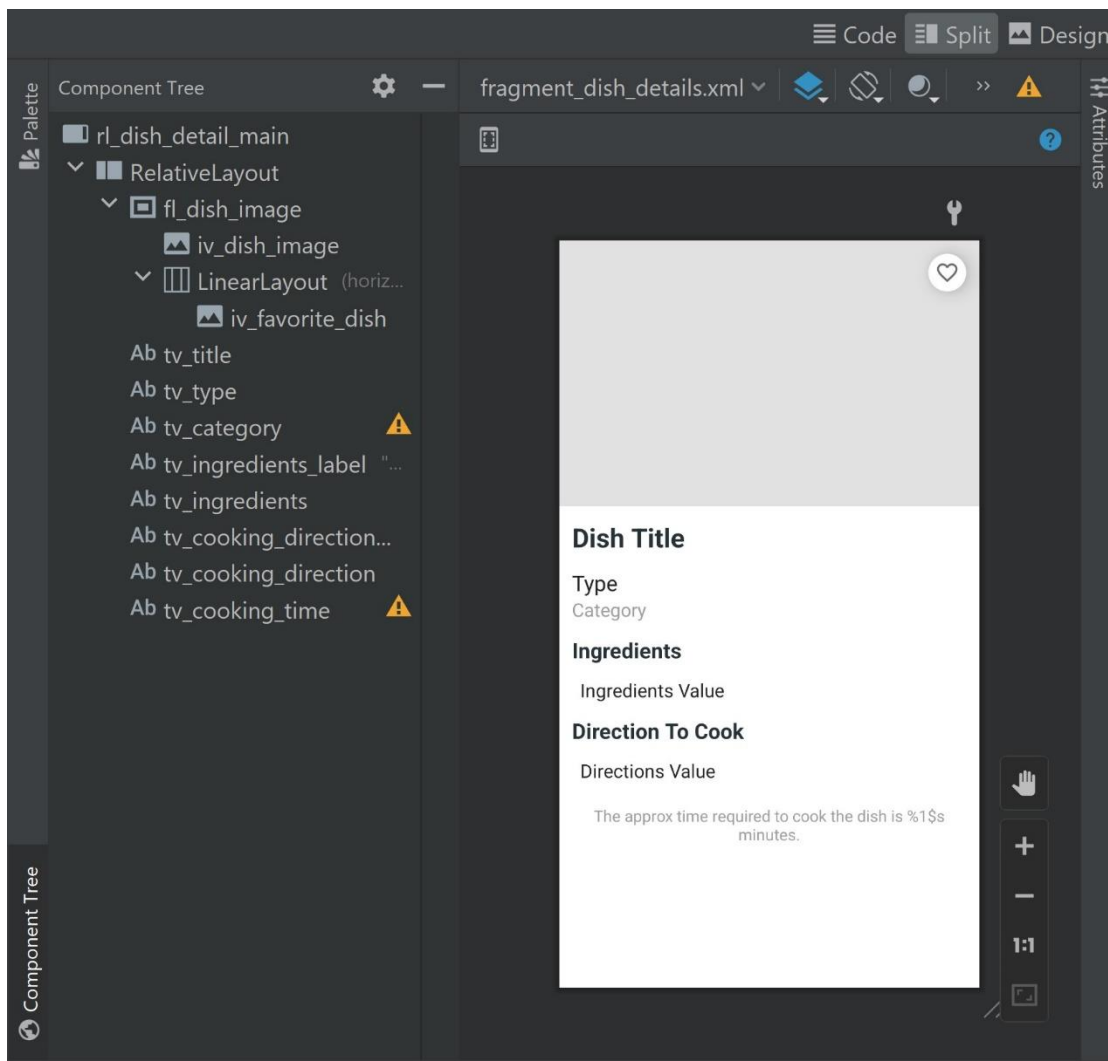 Code Split Design
Palette
Component Tree
fragment_dish_details.xml
Attributes
rl_dish_detail_main
RelativeLayout
fl_dish_image
iv_dish_image
LinearLayout (horiz...
iv_favorite_dish
Ab tv_title
Ab tv_type
Ab tv_category
Ab tv_ingredients_label "...
Ab tv_ingredients
Ab tv_cooking_direction...
Ab tv_cooking_direction
Ab tv_cooking_time
Dish Title
Type
Category
Ingredients
Ingredients Value
Direction To Cook
Directions Value
The approx time required to cook the dish is %1$s
minutes.
1:1
Component Tree